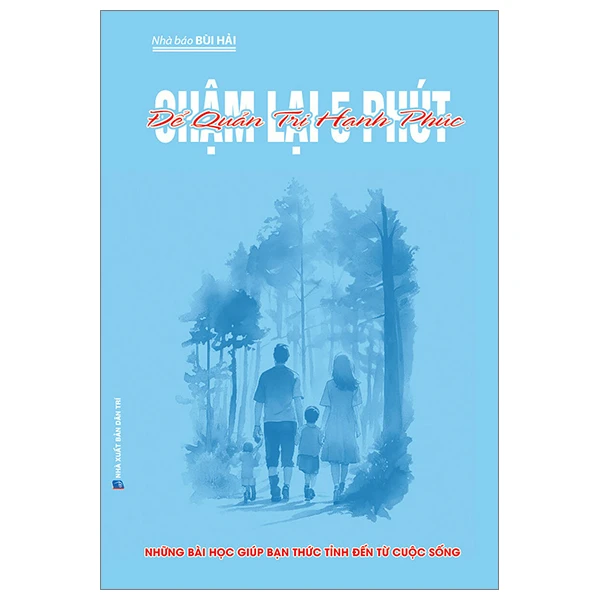 Nhà báo BÙI HẢI
CHẬM LẠI 5 PHÚT
Để Quản Trị Hạnh Phúc
NHÀ XUẤT BẢN DÂN TRÍ
NHỮNG BÀI HỌC GIÚP BẠN THỨC TỈNH ĐẾN TỪ CUỘC SỐNG